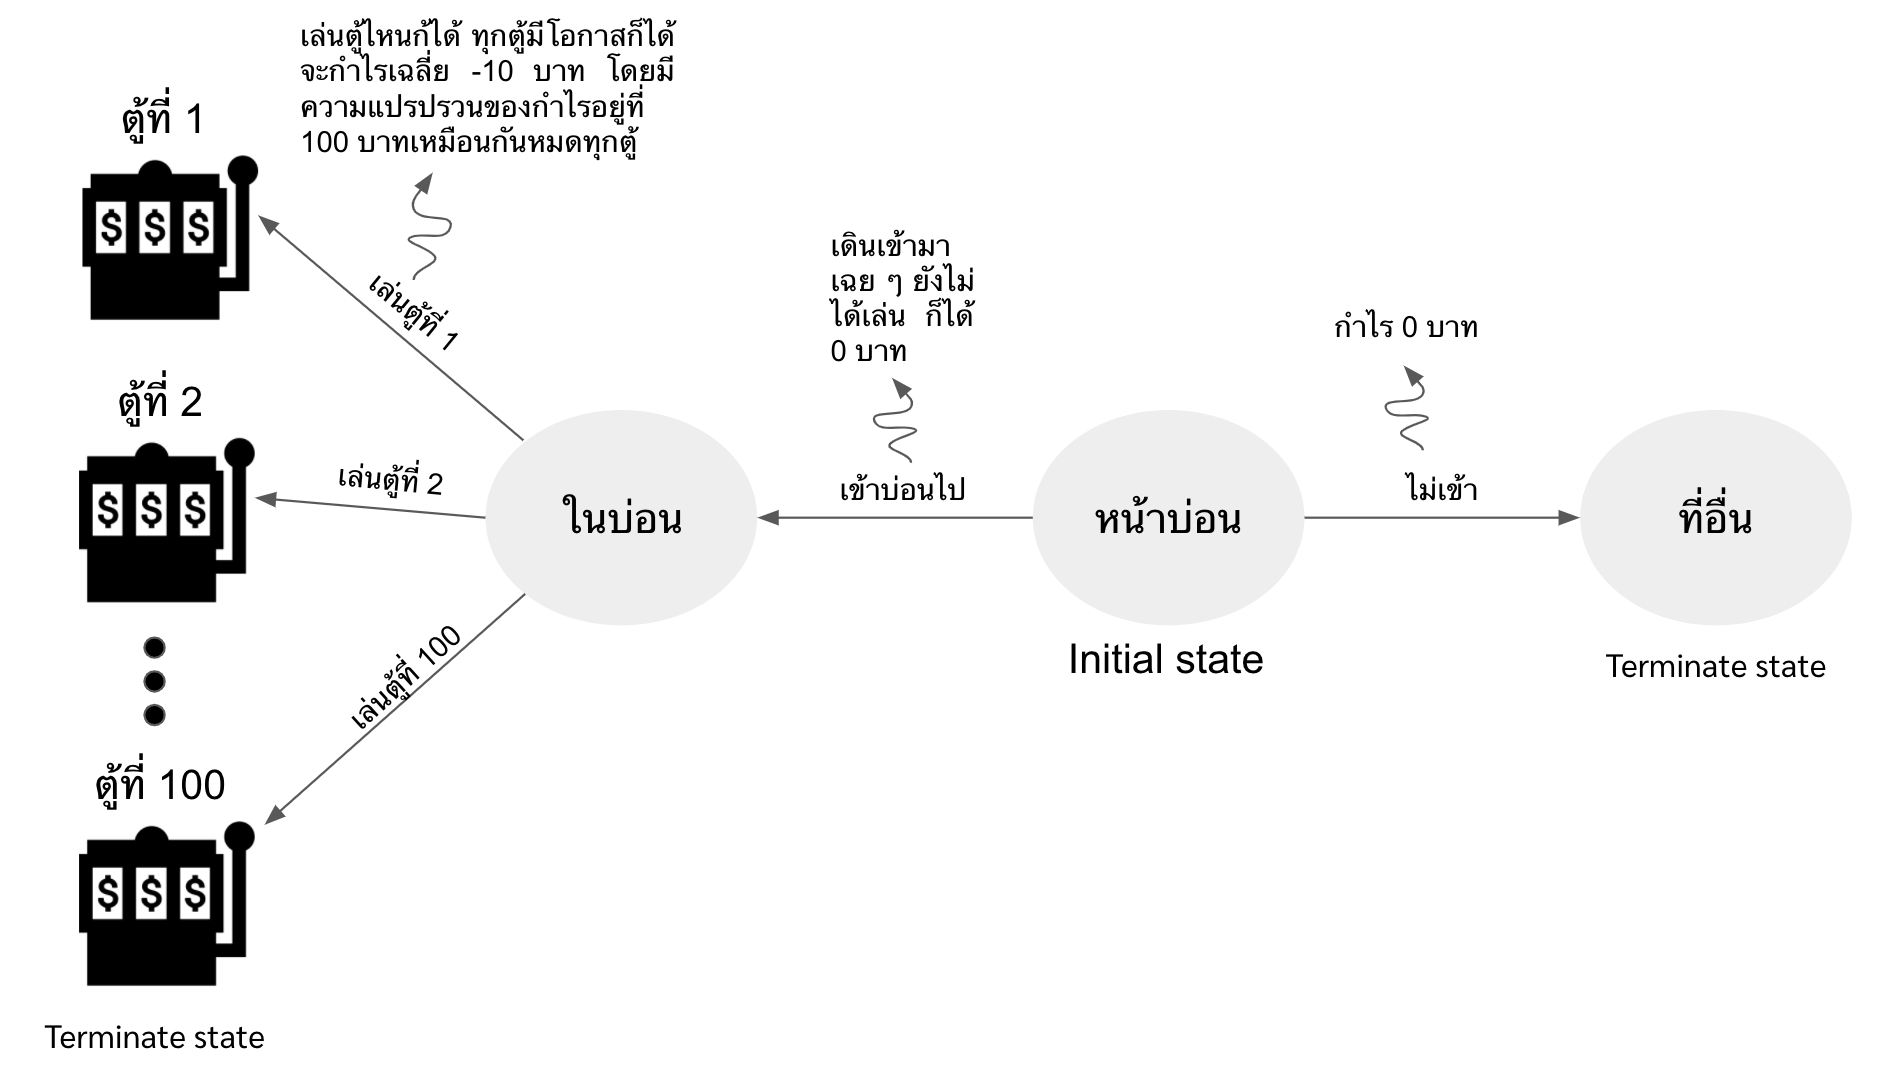 เล่นตู้ไหนก้ได้ ทุกตู้มีโอกาสก็ได้
จะกำไรเฉลี่ย -10 บาท โดยมี
ความแปรปรวนของกำไรอยู่ที่
100 บาทเหมือนกันหมดทุกตู้
ตู้ที่ 1
$ $ $
เล่นตู้ที่ 1
เดินเข้ามา
เฉย ๆ ยังไม่
ได้เล่น ก็ได้
0 บาท
กำไร 0 บาท
ตู้ที่ 2
$ $ $
เล่นตู้ที่ 2
ในบ่อน
เข้าบ่อนไป
หน้าบ่อน
ไม่เข้า
ที่อื่น
Initial state
Terminate state
เล่นตู้ที่ 100
ตู้ที่ 100
$ $ $
Terminate state